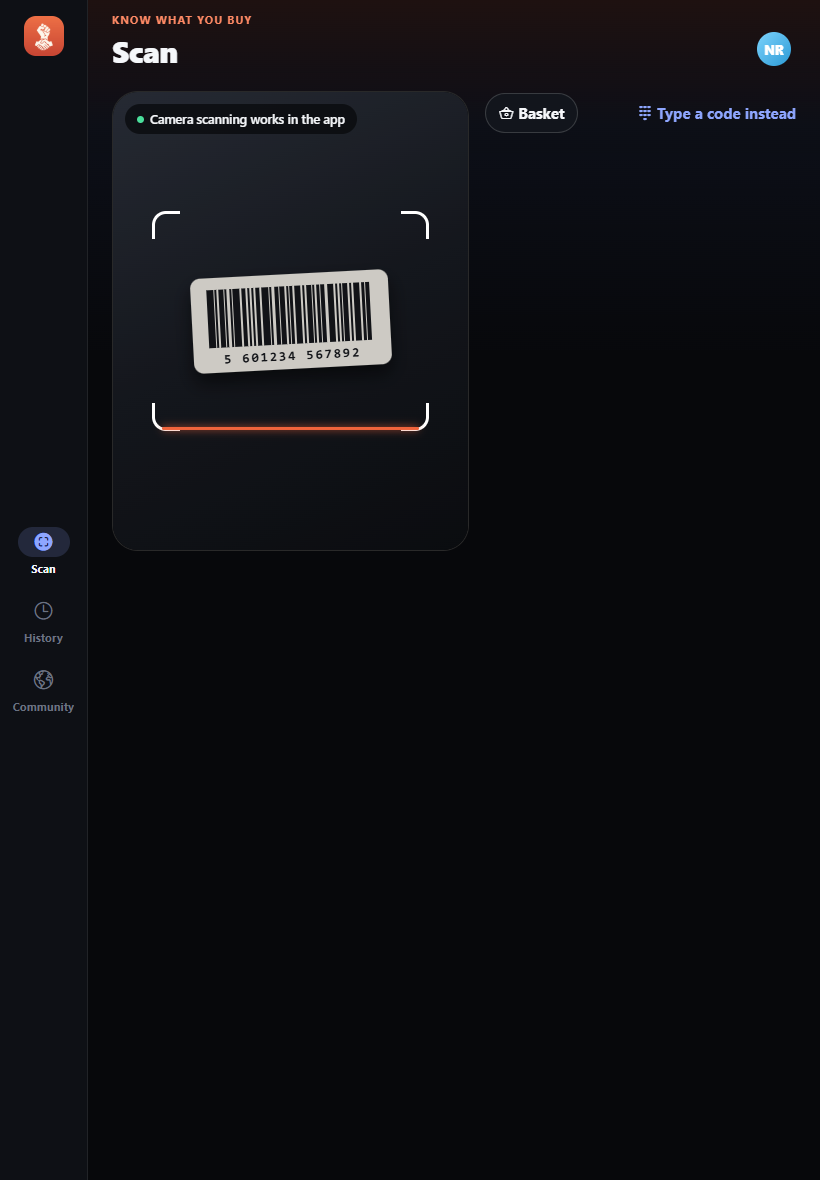 KNOW WHAT YOU BUY
Scan
NR
Camera scanning works in the app
Basket
Type a code instead
5 601234 567892
Scan
History
Community